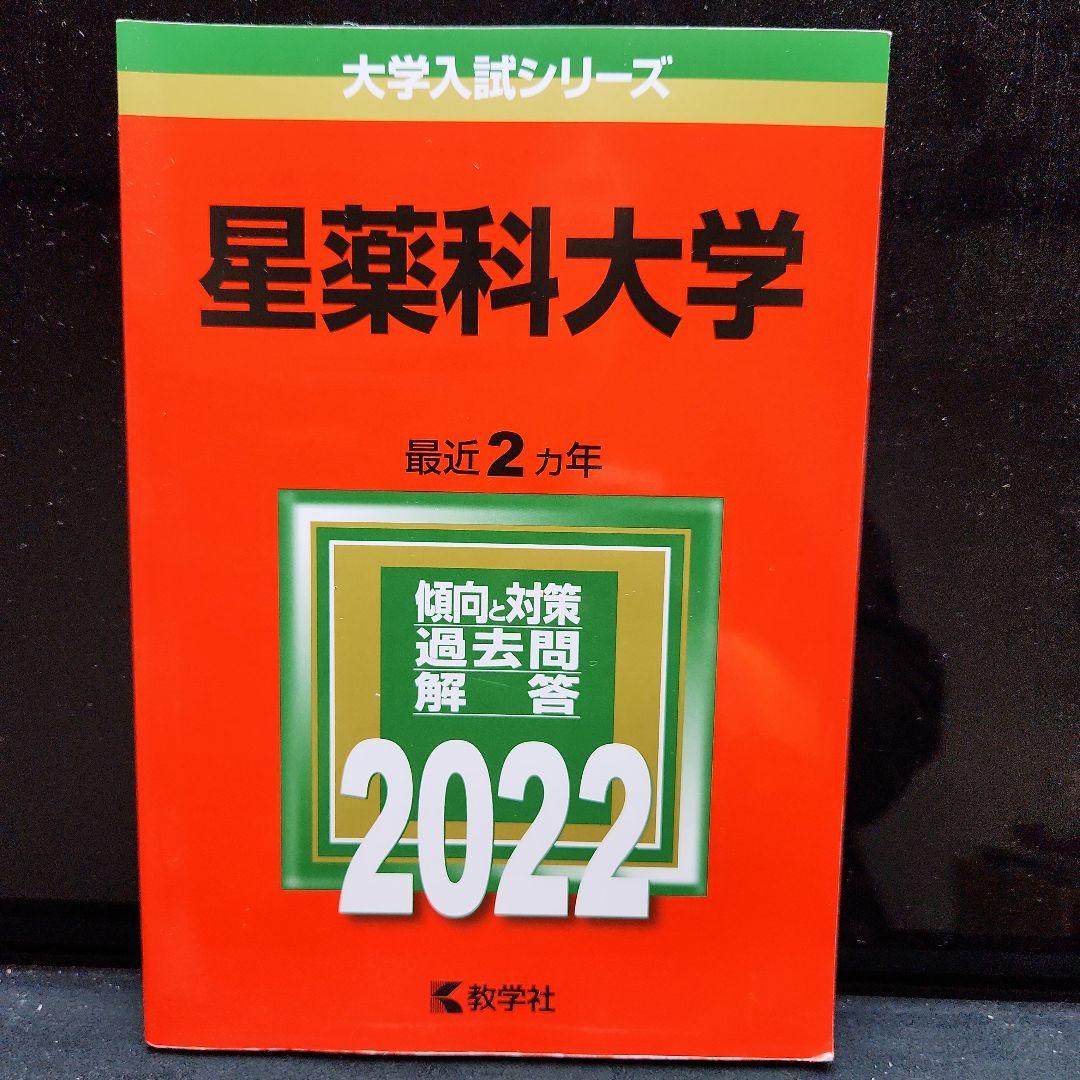 大学入試シリーズ
星薬科大学
最近2カ年
傾向と対策
過去問
解答
2022
教学社